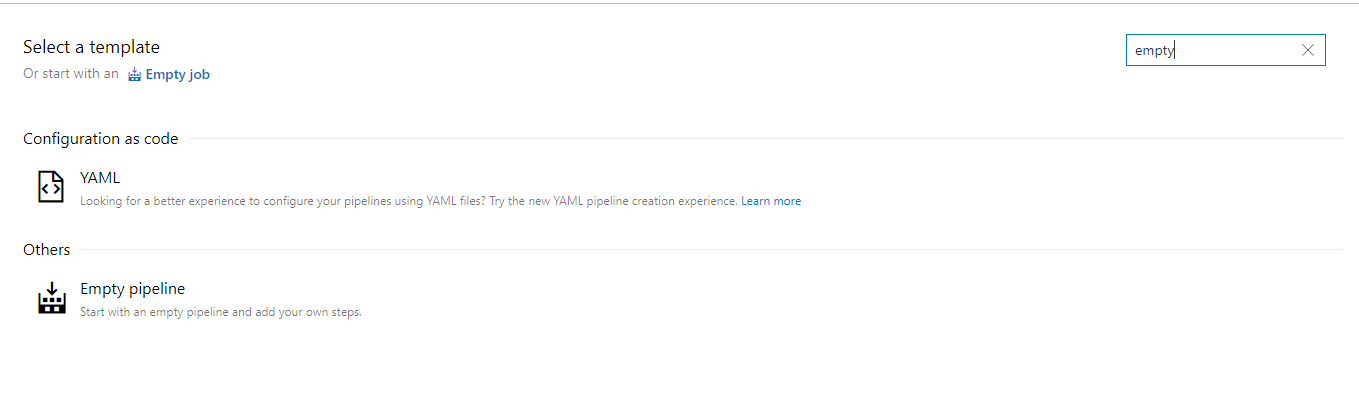 Select a template
empty
Or start with an Empty job
Configuration as code
YAML
Looking for a better experience to configure your pipelines using YAML files? Try the new YAML pipeline creation experience. Learn more
Others
Empty pipeline
Start with an empty pipeline and add your own steps.